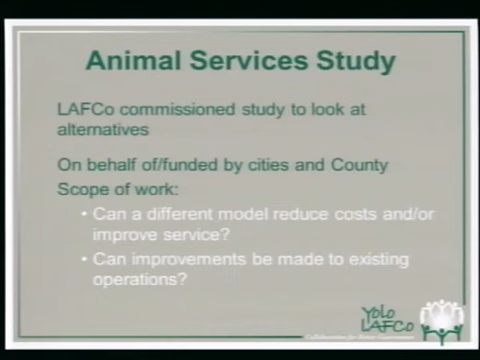 Animal Services Study
LAFCo commissioned study to look at
alternatives
On behalf of/funded by cities and County
Scope of work:
• Can a different model reduce costs and/or
improve service?
• Can improvements be made to existing
operations?
Yolo
LAFCo